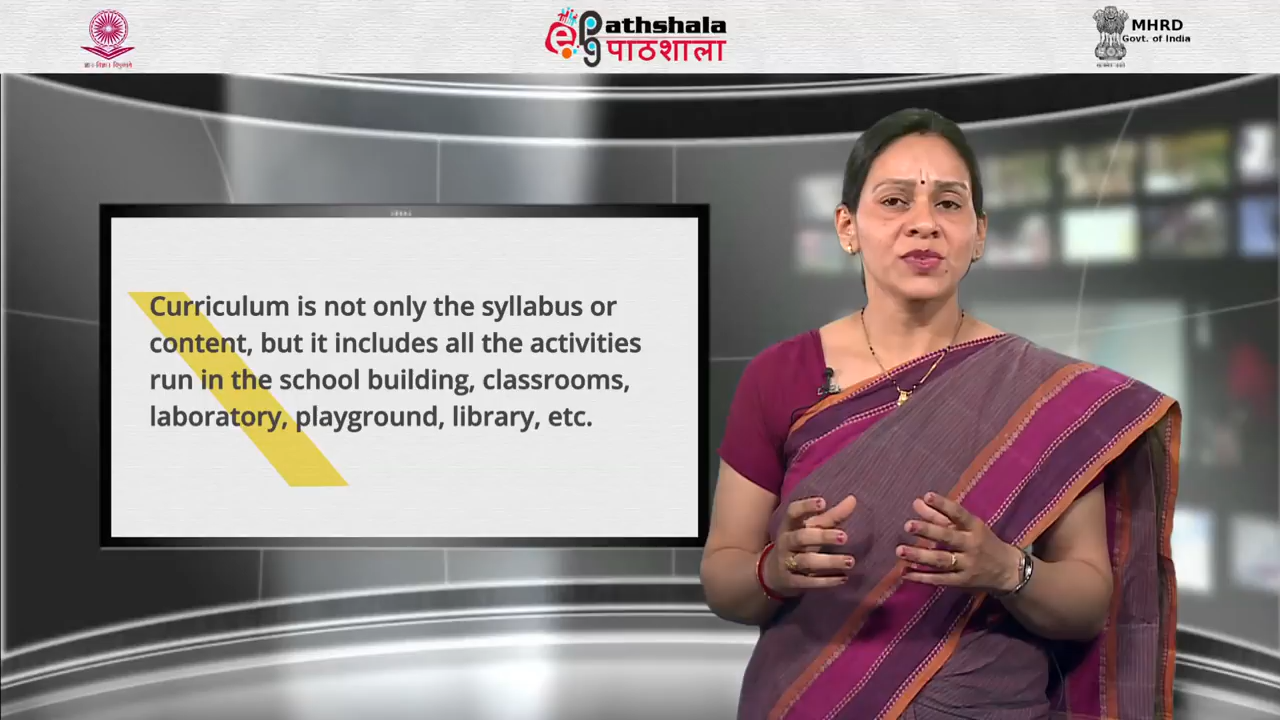 ePathshala
पाठशाला
MHRD
Govt. of India
Curriculum is not only the syllabus or
content, but it includes all the activities
run in the school building, classrooms,
laboratory, playground, library, etc.